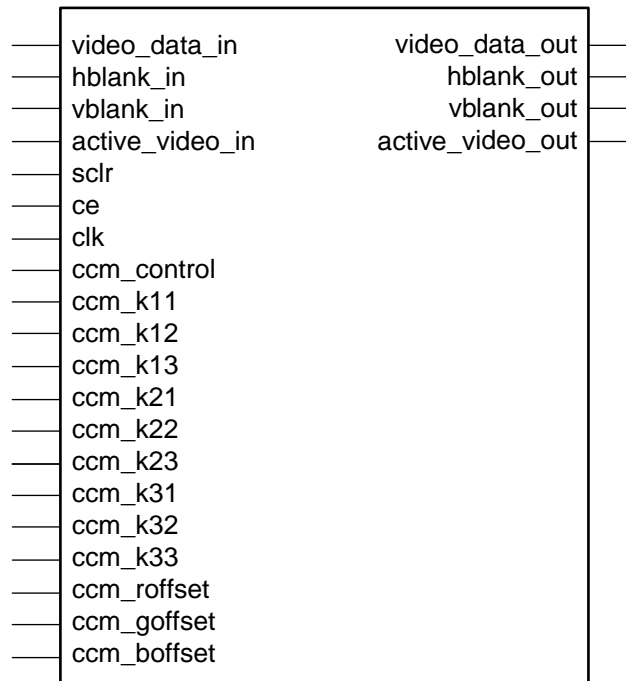 video_data_in video_data_out
hblank_in hblank_out
vblank_in vblank_out
active_video_in active_video_out
sclr
ce
clk
ccm_control
ccm_k11
ccm_k12
ccm_k13
ccm_k21
ccm_k22
ccm_k23
ccm_k31
ccm_k32
ccm_k33
ccm_roffset
ccm_goffset
ccm_boffset